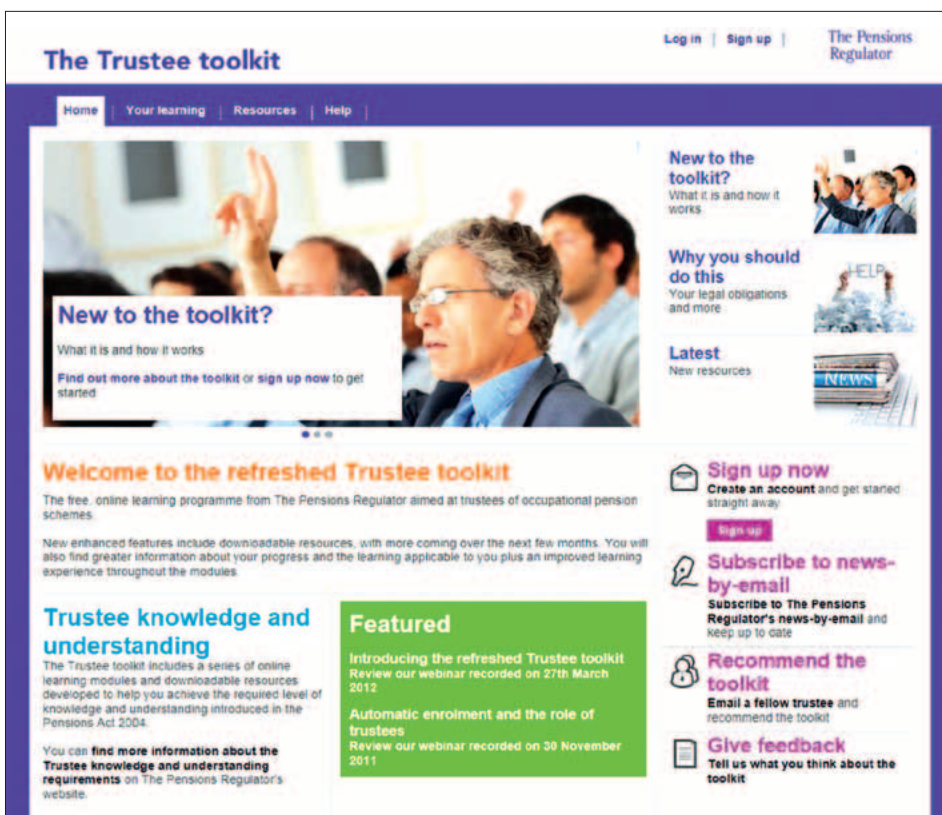 The Trustee toolkit
Log in | Sign up |
The Pensions
Regulator
Home | Your learning | Resources | Help |
New to the toolkit?
What it is and how it works
Find out more about the toolkit or sign up now to get
started
New to the
toolkit?
What it is and how it
works
Why you should
do this
Your legal obligations
and more
HELP
Latest
New resources
NEWS
Welcome to the refreshed Trustee toolkit
The free, online learning programme from The Pensions Regulator aimed at trustees of occupational pension
schemes.
New enhanced features include downloadable resources, with more coming over the next few months. You will
also find greater information about your progress and the learning applicable to you plus an improved learning
experience throughout the modules.
Trustee knowledge and
understanding
The Trustee toolkit includes a series of online
learning modules and downloadable resources
developed to help you achieve the required level of
knowledge and understanding introduced in the
Pensions Act 2004.
You can find more information about the
Trustee knowledge and understanding
requirements on The Pensions Regulator's
website.
Featured
Introducing the refreshed Trustee toolkit
Review our webinar recorded on 27th March
2012
Automatic enrolment and the role of
trustees
Review our webinar recorded on 30 November
2011
Sign up now
Create an account and get started
straight away
Sign up
Subscribe to news-
by-email
Subscribe to The Pensions
Regulator's news-by-email and
keep up to date
Recommend the
toolkit
Email a fellow trustee and
recommend the toolkit
Give feedback
Tell us what you think about the
toolkit